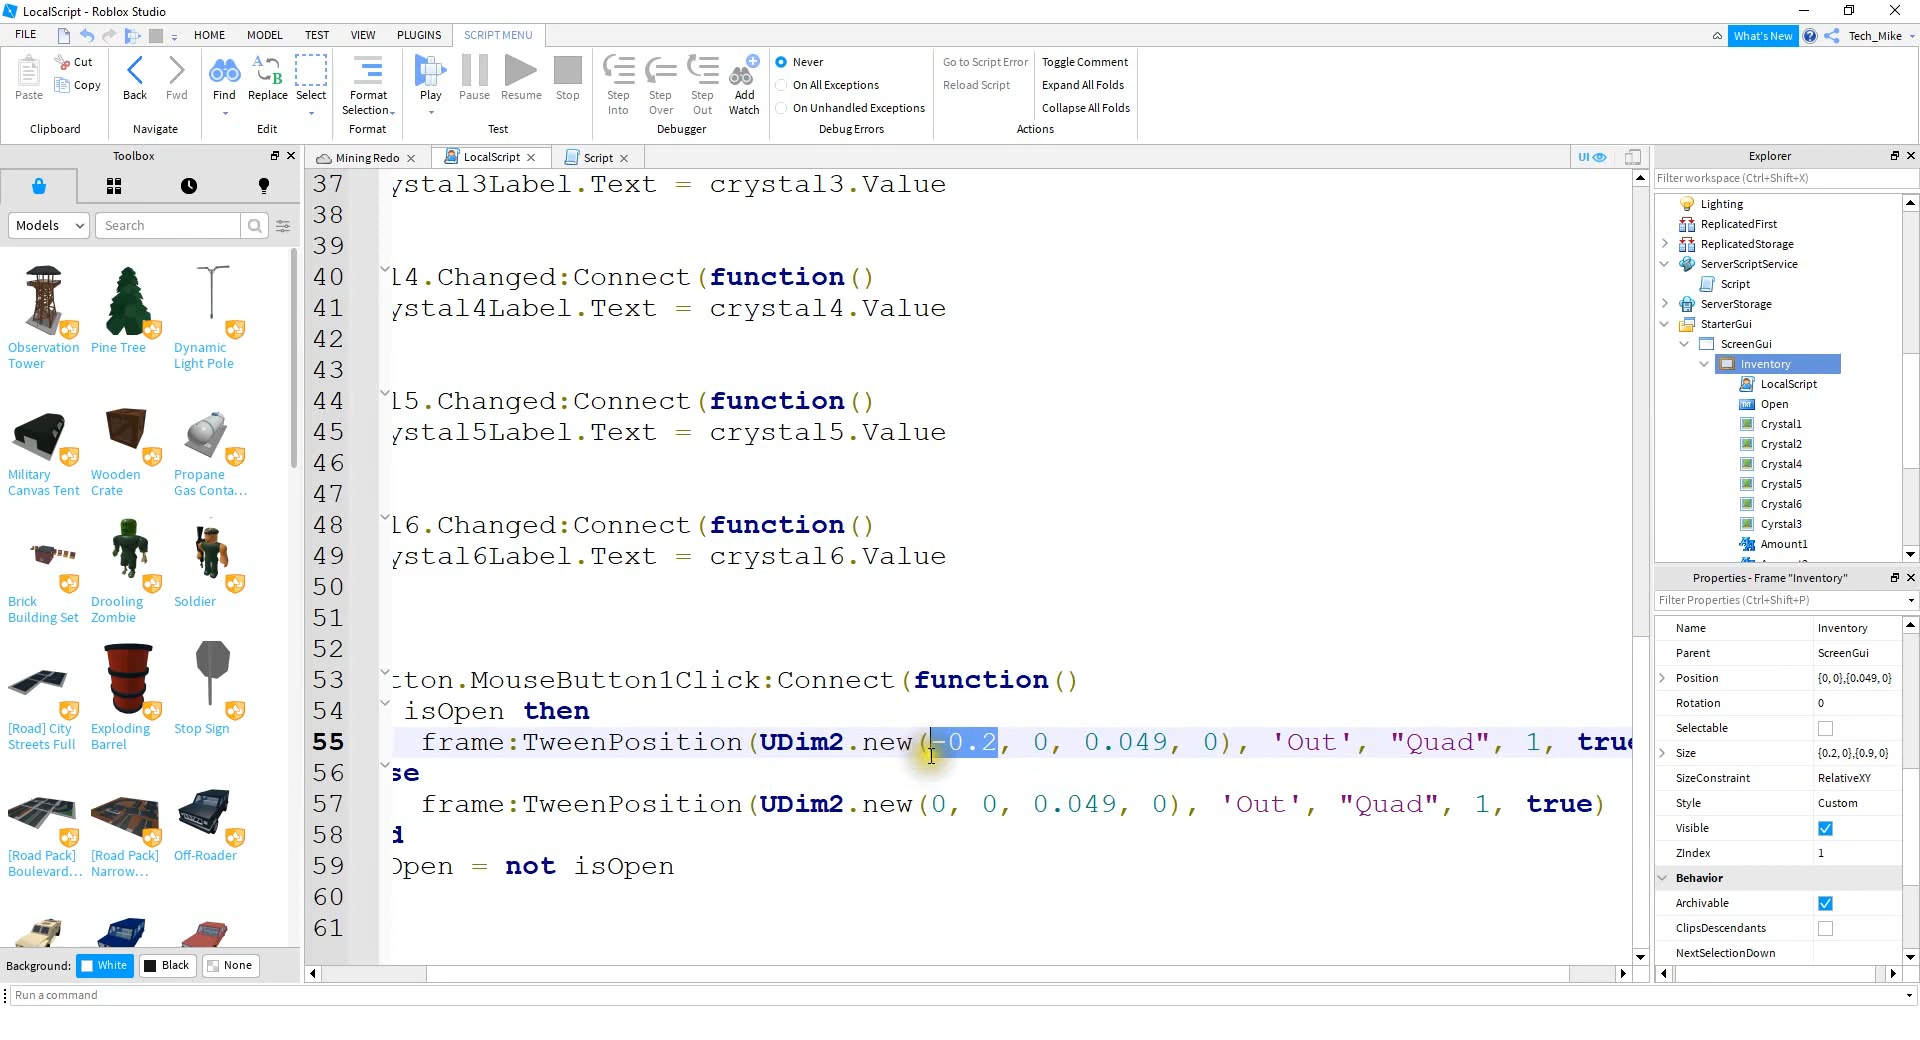 LocalScript - Roblox Studio
FILE HOME MODEL TEST VIEW PLUGINS SCRIPT MENU What's New Tech_Mike
Paste Cut Copy
Clipboard
Back Fwd
Navigate
Find Replace Select
Edit
Format Selection
Format
Play Pause Resume Stop
Test
Step Into Step Over Step Out Add Watch
Debugger
Never
On All Exceptions
On Unhandled Exceptions
Debug Errors
Go to Script Error
Reload Script
Toggle Comment
Expand All Folds
Collapse All Folds
Actions
Toolbox
Models Search
Observation Tower
Pine Tree
Dynamic Light Pole
Military Canvas Tent
Wooden Crate
Propane Gas Conta...
Brick Building Set
Drooling Zombie
Soldier
[Road] City Streets Full
Exploding Barrel
Stop Sign
[Road Pack] Boulevard...
[Road Pack] Narrow...
Off-Roader
Background: White Black None
Run a command
Mining Redo LocalScript Script UI
37 ystal3Label.Text = crystal3.Value
38
39
40 l4.Changed:Connect(function()
41 ystal4Label.Text = crystal4.Value
42
43
44 l5.Changed:Connect(function()
45 ystal5Label.Text = crystal5.Value
46
47
48 l6.Changed:Connect(function()
49 ystal6Label.Text = crystal6.Value
50
51
52
53 tton.MouseButton1Click:Connect(function()
54 isOpen then
55 frame:TweenPosition(UDim2.new(-0.2, 0, 0.049, 0), 'Out', "Quad", 1, true
56 se
57 frame:TweenPosition(UDim2.new(0, 0, 0.049, 0), 'Out', "Quad", 1, true)
58 d
59 Open = not isOpen
60
61
Explorer
Filter workspace (Ctrl+Shift+X)
Lighting
ReplicatedFirst
ReplicatedStorage
ServerScriptService
Script
ServerStorage
StarterGui
ScreenGui
Inventory
LocalScript
Open
Crystal1
Crystal2
Crystal4
Crystal5
Crystal6
Cyrstal3
Amount1
Properties - Frame "Inventory"
Filter Properties (Ctrl+Shift+P)
Name Inventory
Parent ScreenGui
Position {0, 0},{0.049, 0}
Rotation 0
Selectable
Size {0.2, 0},{0.9, 0}
SizeConstraint RelativeXY
Style Custom
Visible
ZIndex 1
Behavior
Archivable
ClipsDescendants
NextSelectionDown